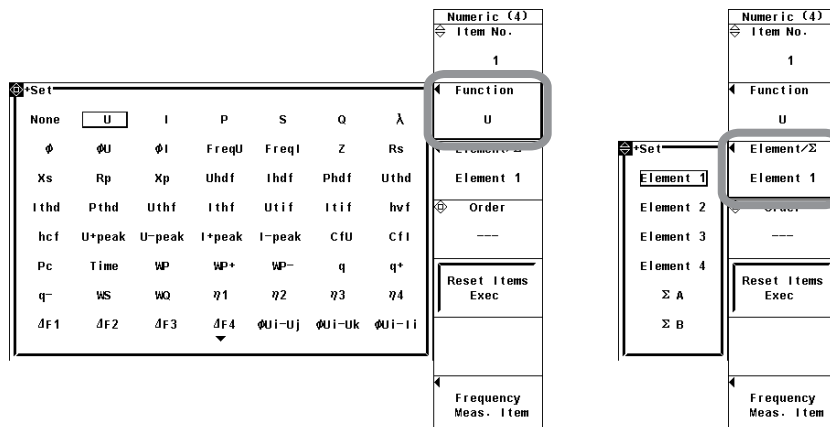 Numeric (4)
Item No.
1
Function
U
Element/Σ
Element 1
Order
---
Reset Items
Exec
Frequency
Meas. Item
+Set
None U I P S Q λ
ϕ ϕU ϕI FreqU FreqI Z Rs
Xs Rp Xp Uhdf Ihdf Phdf Uthd
Ithd Pthd Uthf Ithf Utif Itif hvf
hcf U+peak U-peak I+peak I-peak CfU CfI
Pc Time WP WP+ WP- q q+
q- WS WQ η1 η2 η3 η4
ΔF1 ΔF2 ΔF3 ΔF4 ϕUi-Uj ϕUi-Uk ϕUi-Ii
Numeric (4)
Item No.
1
Function
U
Element/Σ
Element 1
Order
---
Reset Items
Exec
Frequency
Meas. Item
+Set
Element 1
Element 2
Element 3
Element 4
Σ A
Σ B